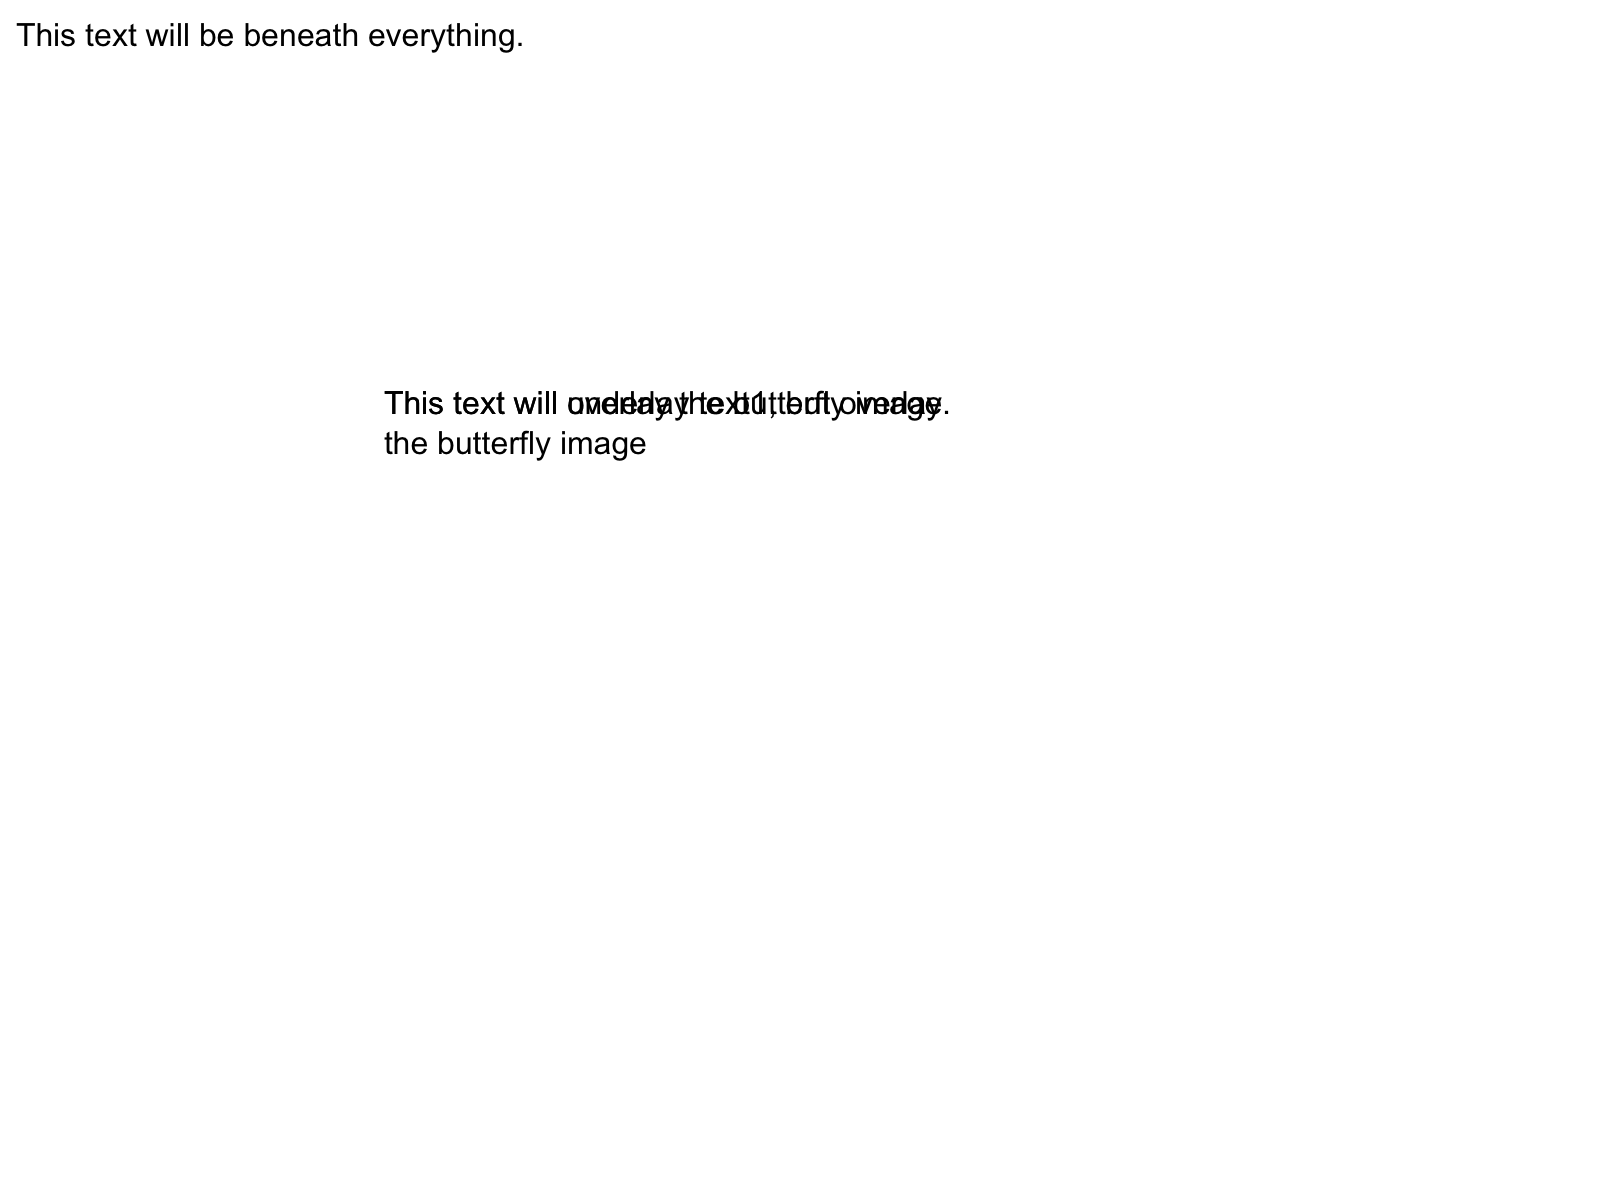 This text will be beneath everything.
This text will overlay the butterfly image.
This text will underlay text1, but overlay
the butterfly image